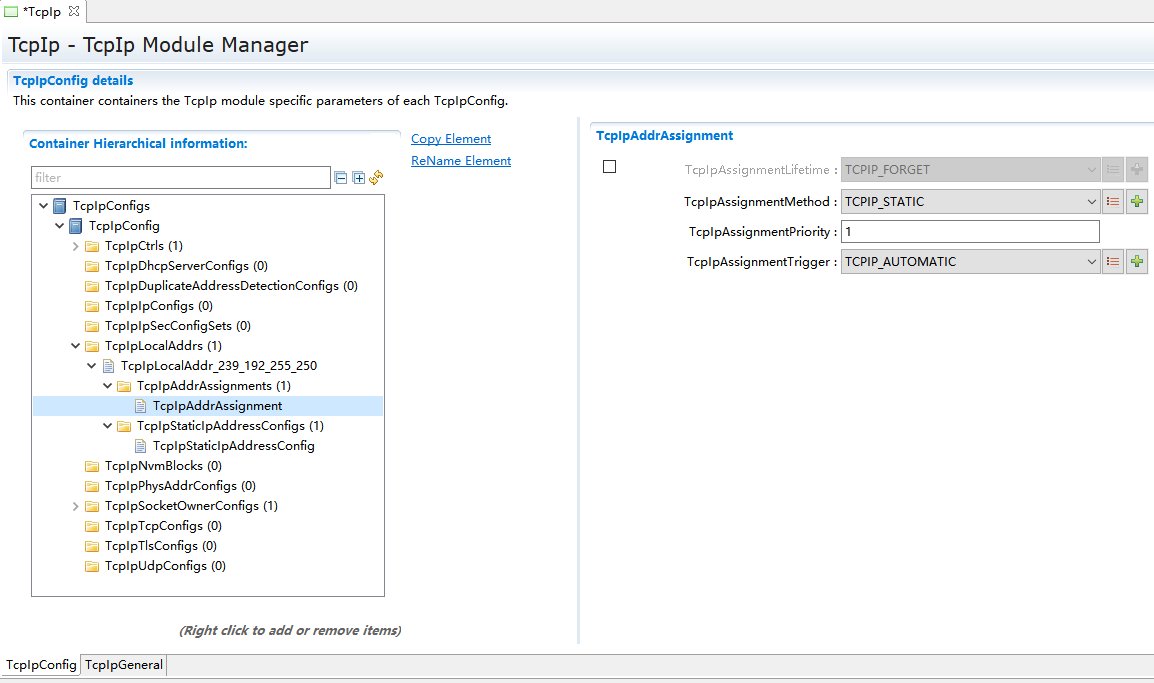 *TcpIp
TcpIp - TcpIp Module Manager
TcpIpConfig details
This container containers the TcpIp module specific parameters of each TcpIpConfig.
Container Hierarchical information:
filter
TcpIpConfigs
TcpIpConfig
TcpIpCtrls (1)
TcpIpDhcpServerConfigs (0)
TcpIpDuplicateAddressDetectionConfigs (0)
TcpIpIpConfigs (0)
TcpIpIpSecConfigSets (0)
TcpIpLocalAddrs (1)
TcpIpLocalAddr_239_192_255_250
TcpIpAddrAssignments (1)
TcpIpAddrAssignment
TcpIpStaticIpAddressConfigs (1)
TcpIpStaticIpAddressConfig
TcpIpNvmBlocks (0)
TcpIpPhysAddrConfigs (0)
TcpIpSocketOwnerConfigs (1)
TcpIpTcpConfigs (0)
TcpIpTlsConfigs (0)
TcpIpUdpConfigs (0)
(Right click to add or remove items)
Copy Element
ReName Element
TcpIpAddrAssignment
TcpIpAssignmentLifetime : TCPIP_FORGET
TcpIpAssignmentMethod : TCPIP_STATIC
TcpIpAssignmentPriority : 1
TcpIpAssignmentTrigger : TCPIP_AUTOMATIC
TcpIpConfig TcpIpGeneral